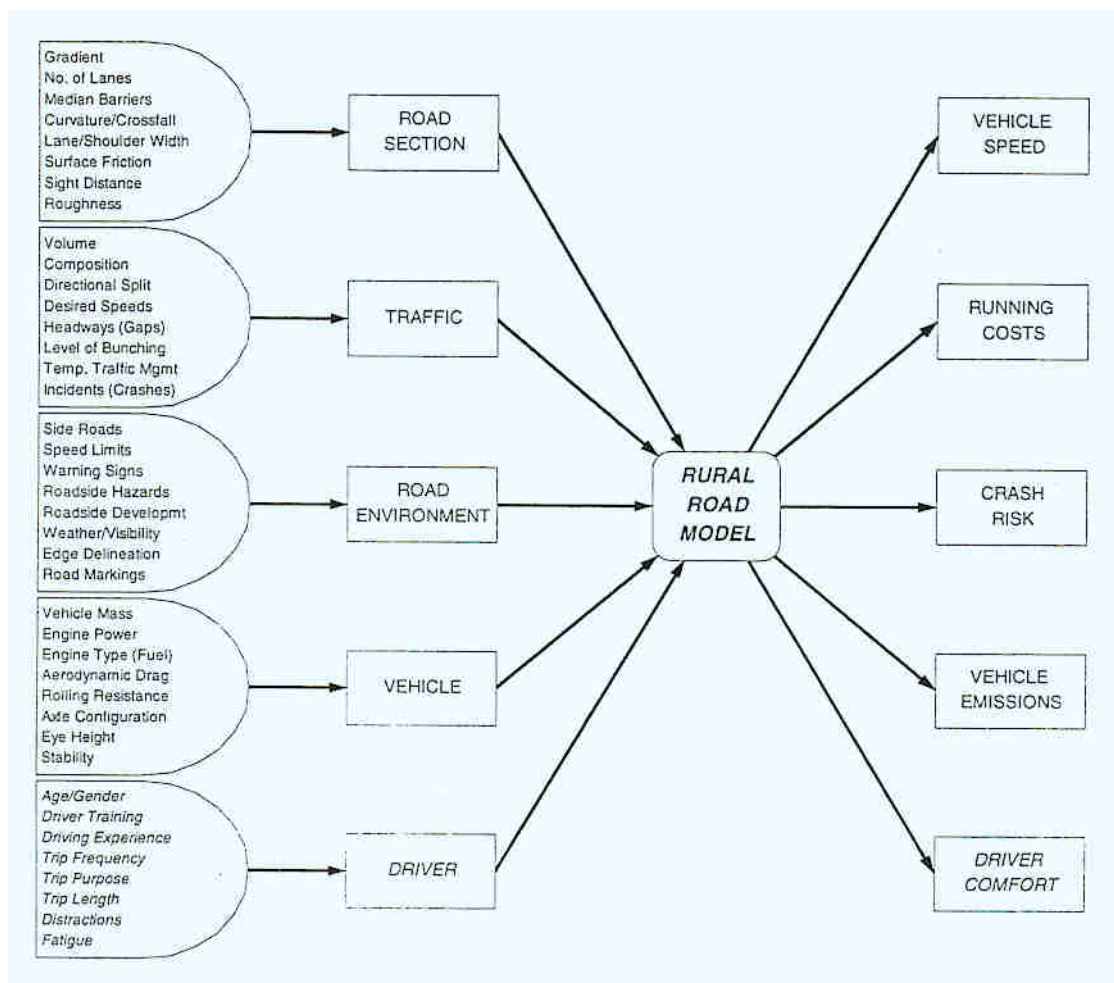 Gradient
No. of Lanes
Median Barriers
Curvature/Crossfall
Lane/Shoulder Width
Surface Friction
Sight Distance
Roughness
ROAD
SECTION
Volume
Composition
Directional Split
Desired Speeds
Headways (Gaps)
Level of Bunching
Temp. Traffic Mgmt
Incidents (Crashes)
TRAFFIC
Side Roads
Speed Limits
Warning Signs
Roadside Hazards
Roadside Developmt
Weather/Visibility
Edge Delineation
Road Markings
ROAD
ENVIRONMENT
Vehicle Mass
Engine Power
Engine Type (Fuel)
Aerodynamic Drag
Rolling Resistance
Axle Configuration
Eye Height
Stability
VEHICLE
Age/Gender
Driver Training
Driving Experience
Trip Frequency
Trip Purpose
Trip Length
Distractions
Fatigue
DRIVER
RURAL
ROAD
MODEL
VEHICLE
SPEED
RUNNING
COSTS
CRASH
RISK
VEHICLE
EMISSIONS
DRIVER
COMFORT